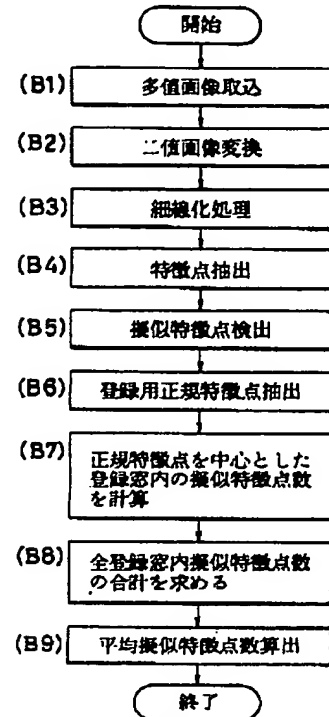 開始
(B1) 多値画像取込
(B2) 二値画像変換
(B3) 細線化処理
(B4) 特徴点抽出
(B5) 擬似特徴点検出
(B6) 登録用正規特徴点抽出
(B7) 正規特徴点を中心とした
登録窓内の擬似特徴点数
を計算
(B8) 全登録窓内擬似特徴点数
の合計を求める
(B9) 平均擬似特徴点数算出
終了